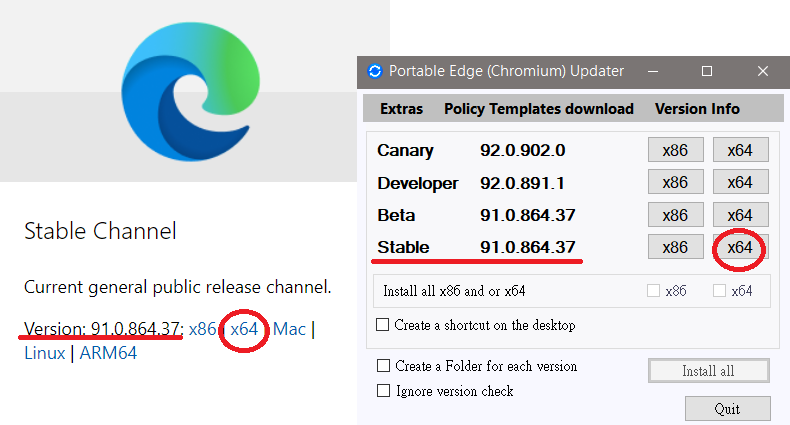 Stable Channel
Current general public release channel.
Version: 91.0.864.37: x86 x64 Mac |
Linux | ARM64
Portable Edge (Chromium) Updater
Extras Policy Templates download Version Info
Canary 92.0.902.0 x86 x64
Developer 92.0.891.1 x86 x64
Beta 91.0.864.37 x86 x64
Stable 91.0.864.37 x86 x64
Install all x86 and or x64 x86 x64
Create a shortcut on the desktop
Create a Folder for each version Install all
Ignore version check
Quit